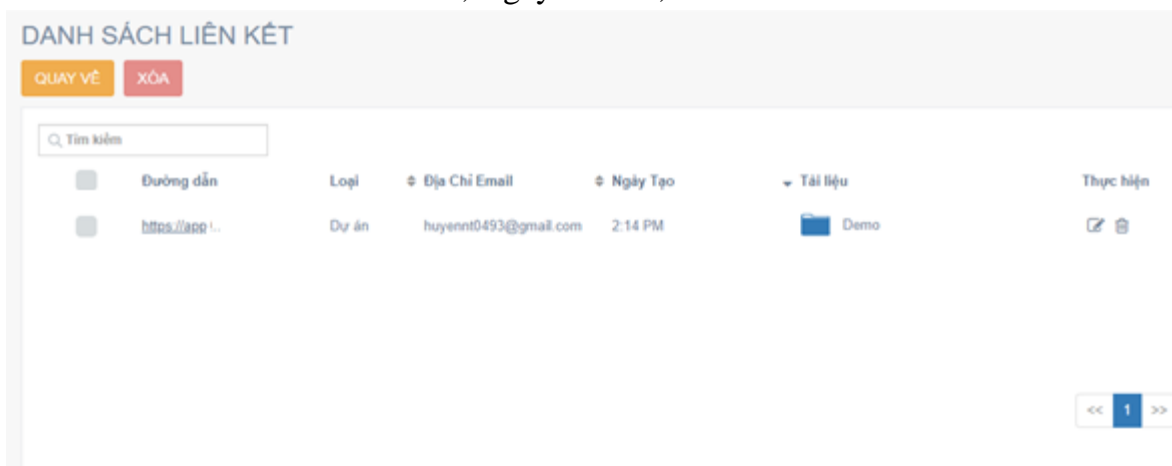 DANH SÁCH LIÊN KẾT
QUAY VỀ XÓA
Tìm kiếm
Đường dẫn Loại Địa Chỉ Email Ngày Tạo Tài liệu Thực hiện
https://app Dự án huyennt0493@gmail.com 2:14 PM Demo
<< 1 >>